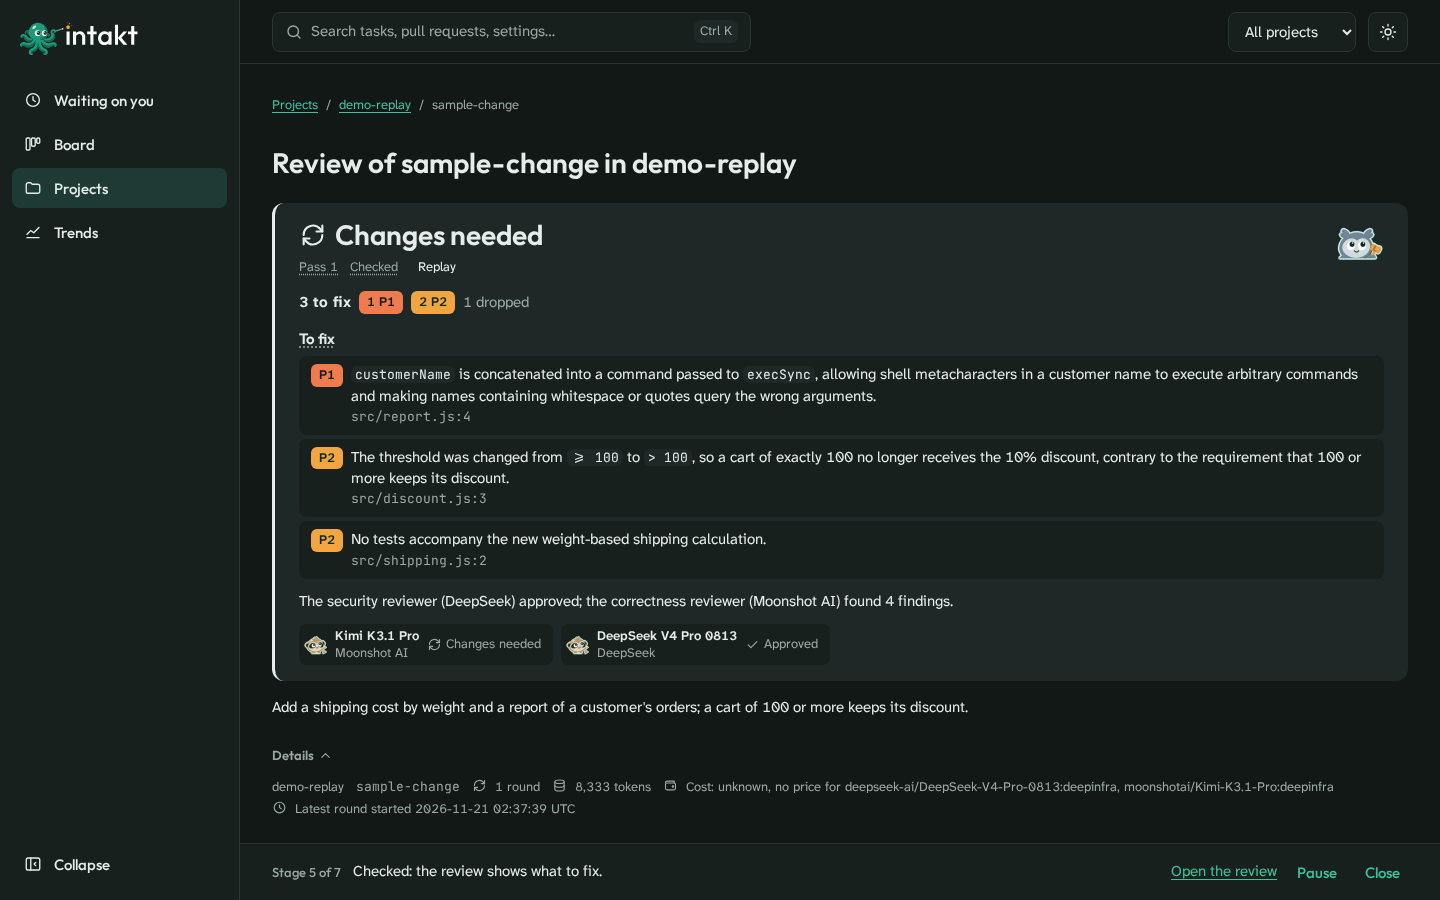 intakt
Search tasks, pull requests, settings...
Ctrl K
All projects
Waiting on you
Board
Projects
Trends
Projects / demo-replay / sample-change
Review of sample-change in demo-replay
Changes needed
Pass 1 Checked Replay
3 to fix 1 P1 2 P2 1 dropped
To fix
P1 customerName is concatenated into a command passed to execSync, allowing shell metacharacters in a customer name to execute arbitrary commands
and making names containing whitespace or quotes query the wrong arguments.
src/report.js:4
P2 The threshold was changed from >= 100 to > 100, so a cart of exactly 100 no longer receives the 10% discount, contrary to the requirement that 100 or
more keeps its discount.
src/discount.js:3
P2 No tests accompany the new weight-based shipping calculation.
src/shipping.js:2
The security reviewer (DeepSeek) approved; the correctness reviewer (Moonshot AI) found 4 findings.
Kimi K3.1 Pro
Moonshot AI
Changes needed
DeepSeek V4 Pro 0813
DeepSeek
Approved
Add a shipping cost by weight and a report of a customer's orders; a cart of 100 or more keeps its discount.
Details
demo-replay sample-change 1 round 8,333 tokens Cost: unknown, no price for deepseek-ai/DeepSeek-V4-Pro-0813:deepinfra, moonshotai/Kimi-K3.1-Pro:deepinfra
Latest round started 2026-11-21 02:37:39 UTC
Collapse
Stage 5 of 7 Checked: the review shows what to fix.
Open the review Pause Close